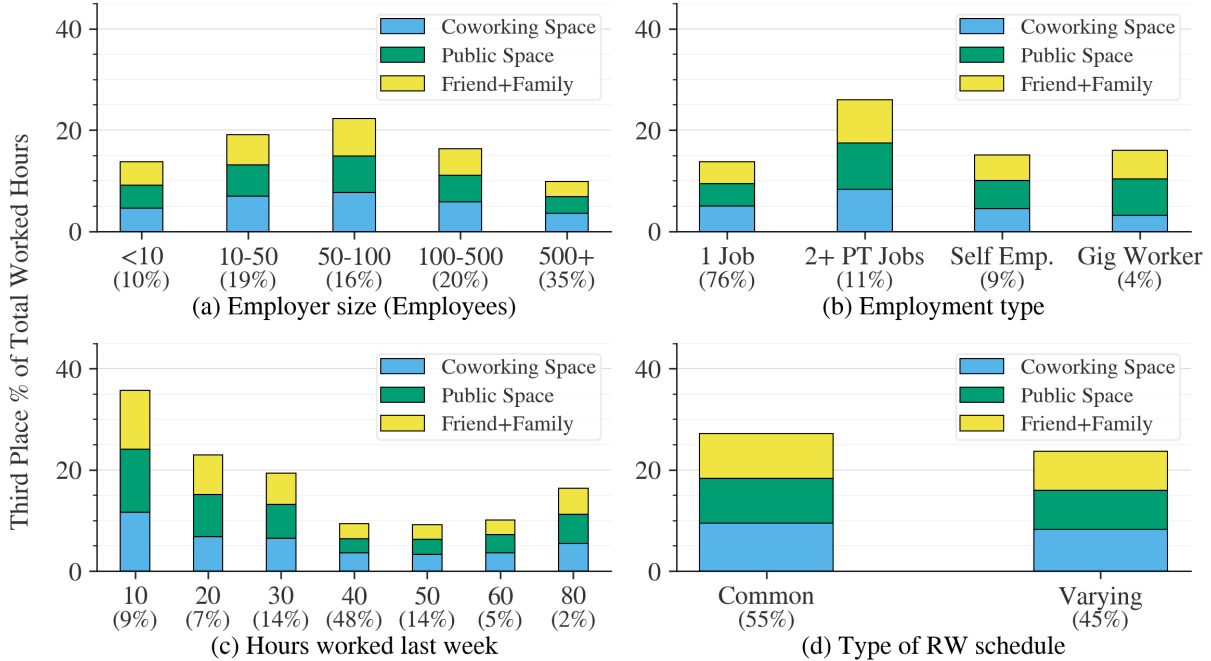 Third Place % of Total Worked Hours
40
20
0
Coworking Space
Public Space
Friend+Family
<10 10-50 50-100 100-500 500+
(10%) (19%) (16%) (20%) (35%)
(a) Employer size (Employees)
40
20
0
Coworking Space
Public Space
Friend+Family
1 Job 2+ PT Jobs Self Emp. Gig Worker
(76%) (11%) (9%) (4%)
(b) Employment type
40
20
0
Coworking Space
Public Space
Friend+Family
10 20 30 40 50 60 80
(9%) (7%) (14%) (48%) (14%) (5%) (2%)
(c) Hours worked last week
40
20
0
Coworking Space
Public Space
Friend+Family
Common Varying
(55%) (45%)
(d) Type of RW schedule